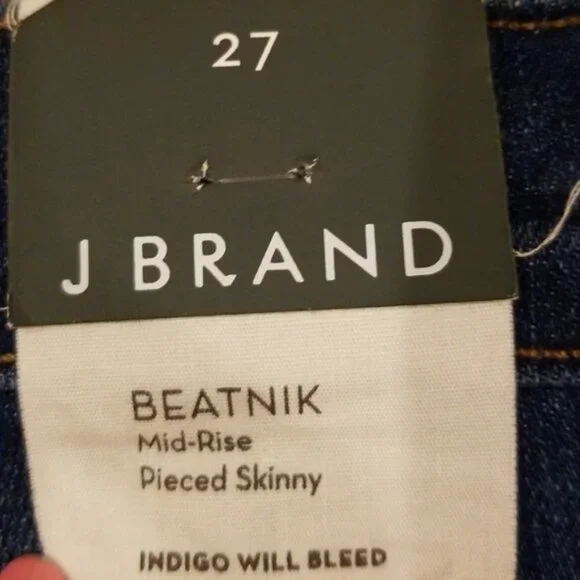 27
J BRAND
BEATNIK
Mid-Rise
Pieced Skinny
INDIGO WILL BLEED